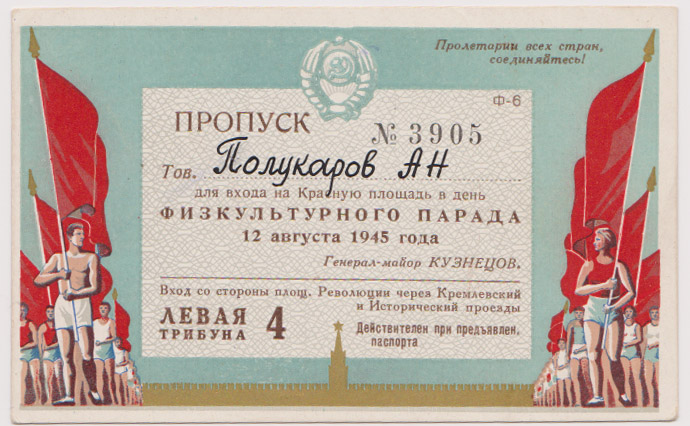 Пролетарии всех стран,
соединяйтесь!
Ф-6
ПРОПУСК
№ 3905
Тов. Полукаров АН
для входа на Красную площадь в день
ФИЗКУЛЬТУРНОГО ПАРАДА
12 августа 1945 года
Генерал-майор КУЗНЕЦОВ.
Вход со стороны площ. Революции через Кремлевский
и Исторический проезды
ЛЕВАЯ
ТРИБУНА 4
Действителен при предъявлен.
паспорта